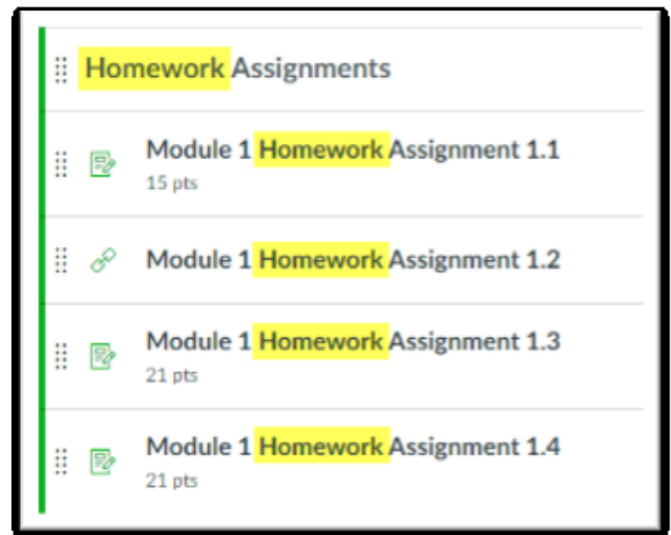 Homework Assignments
Module 1 Homework Assignment 1.1
15 pts
Module 1 Homework Assignment 1.2
Module 1 Homework Assignment 1.3
21 pts
Module 1 Homework Assignment 1.4
21 pts